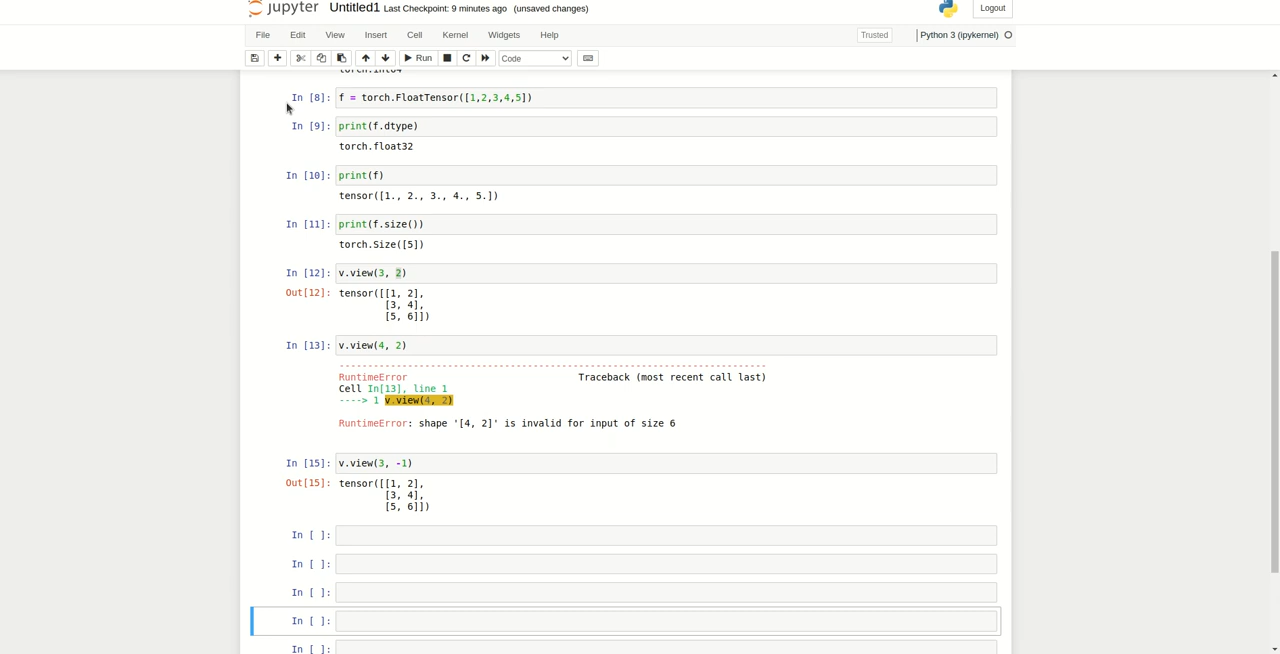 jupyter Untitled1 Last Checkpoint: 9 minutes ago (unsaved changes) Logout
File Edit View Insert Cell Kernel Widgets Help Trusted Python 3 (ipykernel)
Run Code
torch.int64
In [8]: f = torch.FloatTensor([1,2,3,4,5])
In [9]: print(f.dtype)
torch.float32
In [10]: print(f)
tensor([1., 2., 3., 4., 5.])
In [11]: print(f.size())
torch.Size([5])
In [12]: v.view(3, 2)
Out[12]: tensor([[1, 2],
[3, 4],
[5, 6]])
In [13]: v.view(4, 2)
---------------------------------------------------------------------------
RuntimeError Traceback (most recent call last)
Cell In[13], line 1
----> 1 v.view(4, 2)
RuntimeError: shape '[4, 2]' is invalid for input of size 6
In [15]: v.view(3, -1)
Out[15]: tensor([[1, 2],
[3, 4],
[5, 6]])
In [ ]:
In [ ]:
In [ ]:
In [ ]:
In [ ]: